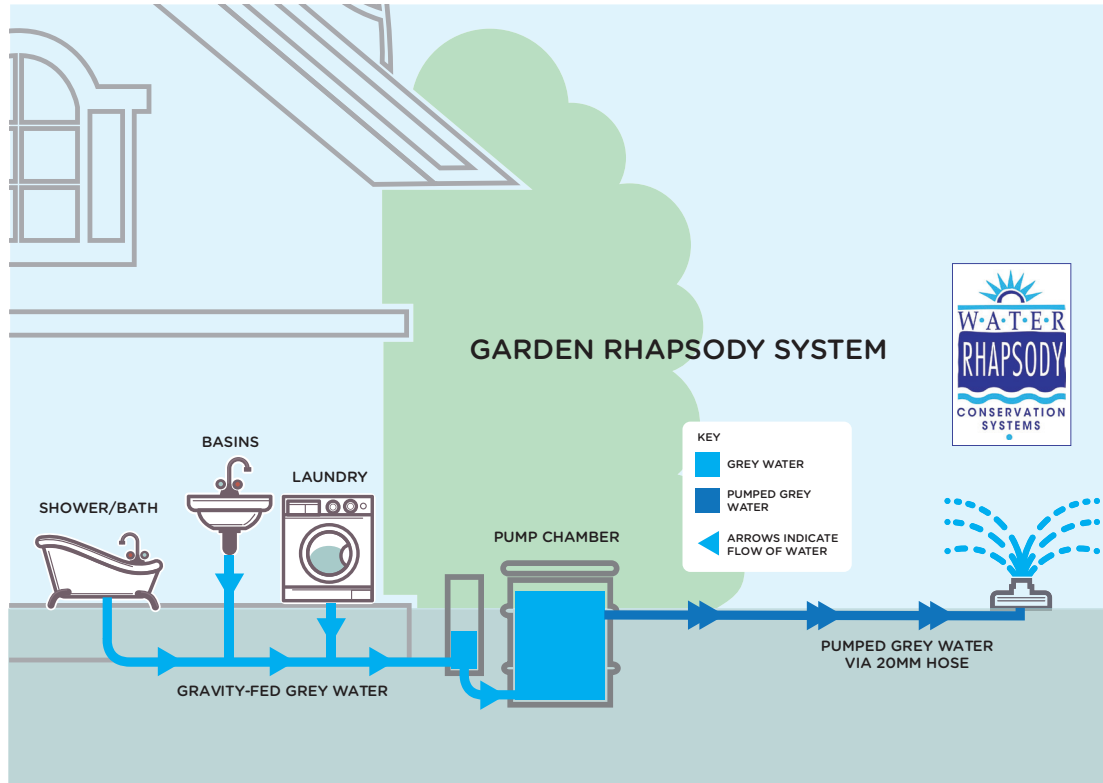 GARDEN RHAPSODY SYSTEM
W·A·T·E·R
RHAPSODY
CONSERVATION
SYSTEMS
KEY
GREY WATER
PUMPED GREY
WATER
ARROWS INDICATE
FLOW OF WATER
BASINS
LAUNDRY
SHOWER/BATH
PUMP CHAMBER
GRAVITY-FED GREY WATER
PUMPED GREY WATER
VIA 20MM HOSE